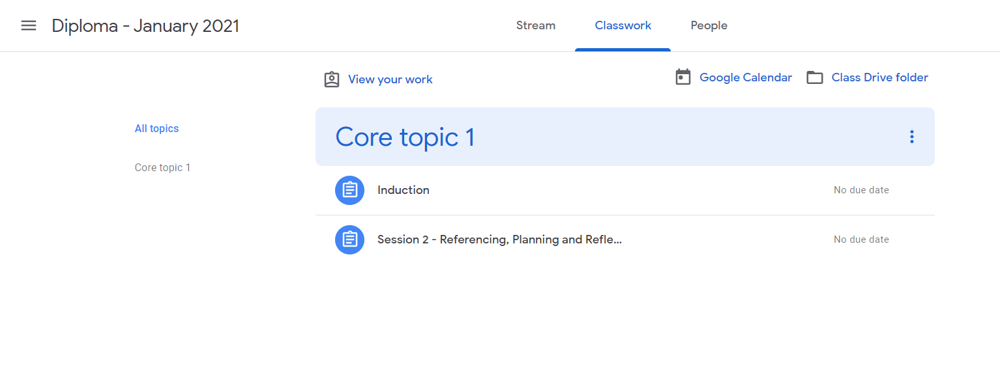 Diploma - January 2021
Stream
Classwork
People
View your work
Google Calendar
Class Drive folder
All topics
Core topic 1
Core topic 1
Induction
No due date
Session 2 - Referencing, Planning and Refle...
No due date